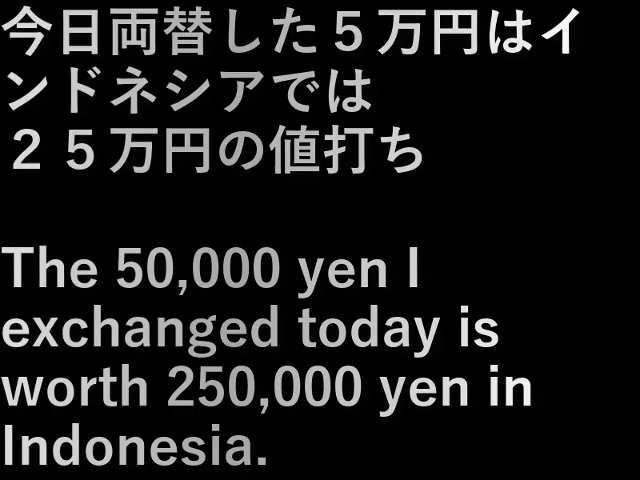 今日両替した５万円はイ
ンドネシアでは
２５万円の値打ち
The 50,000 yen I
exchanged today is
worth 250,000 yen in
Indonesia.